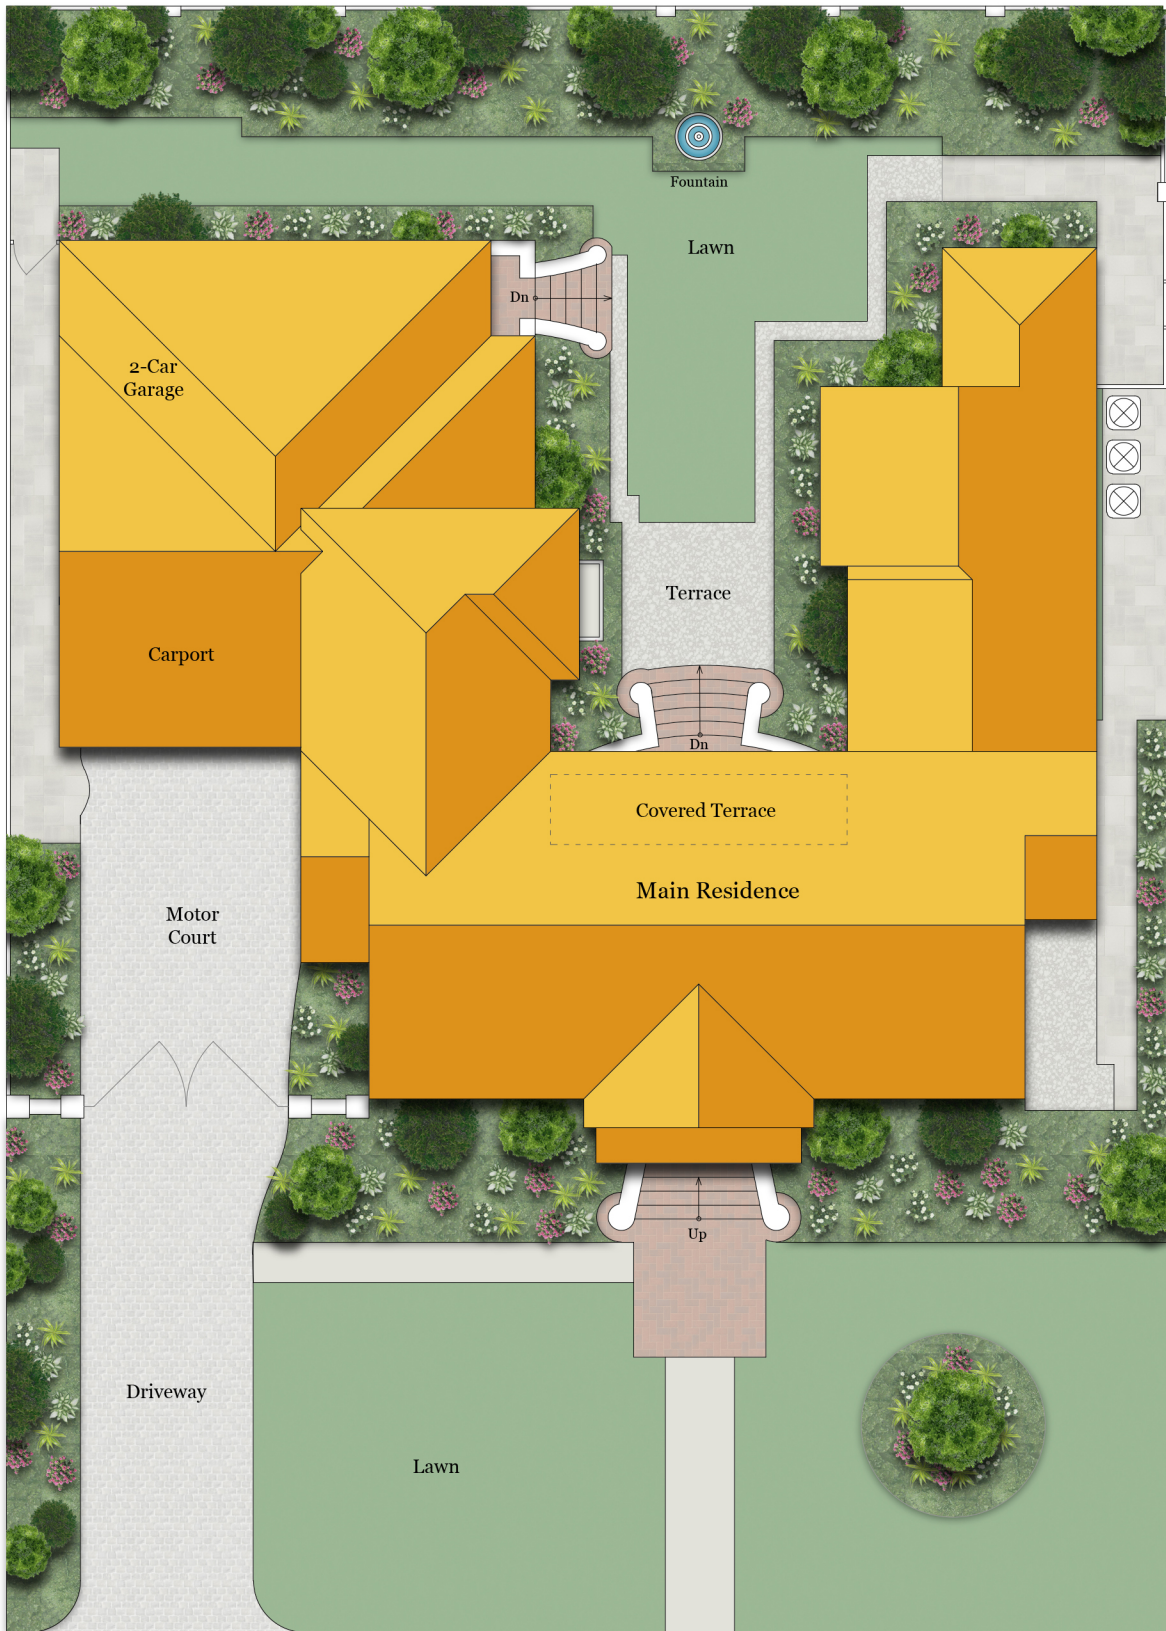 Fountain
Lawn
Dn
2-Car
Garage
Terrace
Carport
Dn
Covered Terrace
Main Residence
Motor
Court
Up
Driveway
Lawn